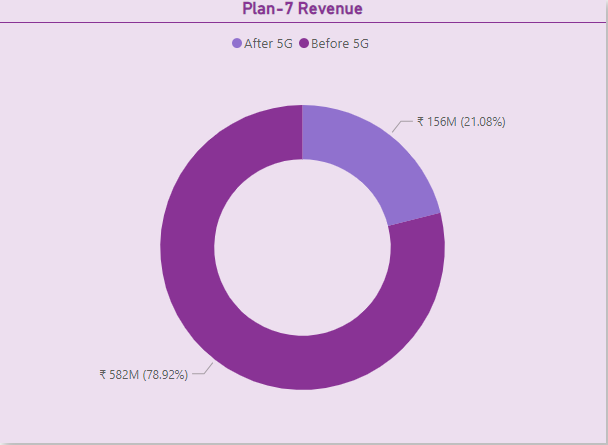 Plan-7 Revenue
After 5G Before 5G
₹ 156M (21.08%)
₹ 582M (78.92%)